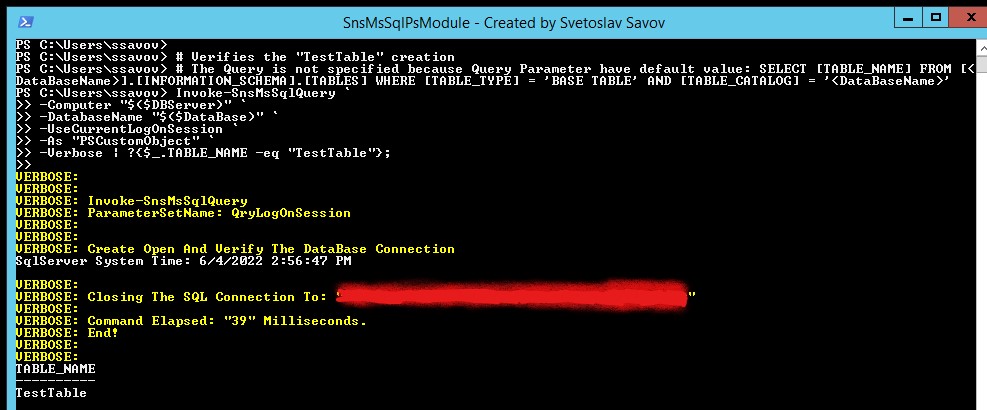 SnsMsSqlPsModule - Created by Svetoslav Savov
PS C:\Users\ssavov>
PS C:\Users\ssavov> # Verifies the "TestTable" creation
PS C:\Users\ssavov> # The Query is not specified because Query Parameter have default value: SELECT [TABLE_NAME] FROM [<
DataBaseName>].[INFORMATION_SCHEMA].[TABLES] WHERE [TABLE_TYPE] = 'BASE TABLE' AND [TABLE_CATALOG] = '<DataBaseName>'
PS C:\Users\ssavov> Invoke-SnsMsSqlQuery `
>> -Computer "$($DBServer)" `
>> -DatabaseName "$($DataBase)" `
>> -UseCurrentLogOnSession `
>> -As "PSCustomObject" `
>> -Verbose | ?{$_.TABLE_NAME -eq "TestTable"};
>>
VERBOSE:
VERBOSE:
VERBOSE: Invoke-SnsMsSqlQuery
VERBOSE: ParameterSetName: QryLogOnSession
VERBOSE:
VERBOSE:
VERBOSE: Create Open And Verify The DataBase Connection
SqlServer System Time: 6/4/2022 2:56:47 PM
VERBOSE:
VERBOSE: Closing The SQL Connection To: ""
VERBOSE:
VERBOSE: Command Elapsed: "39" Milliseconds.
VERBOSE: End!
VERBOSE:
VERBOSE:
TABLE_NAME
----------
TestTable